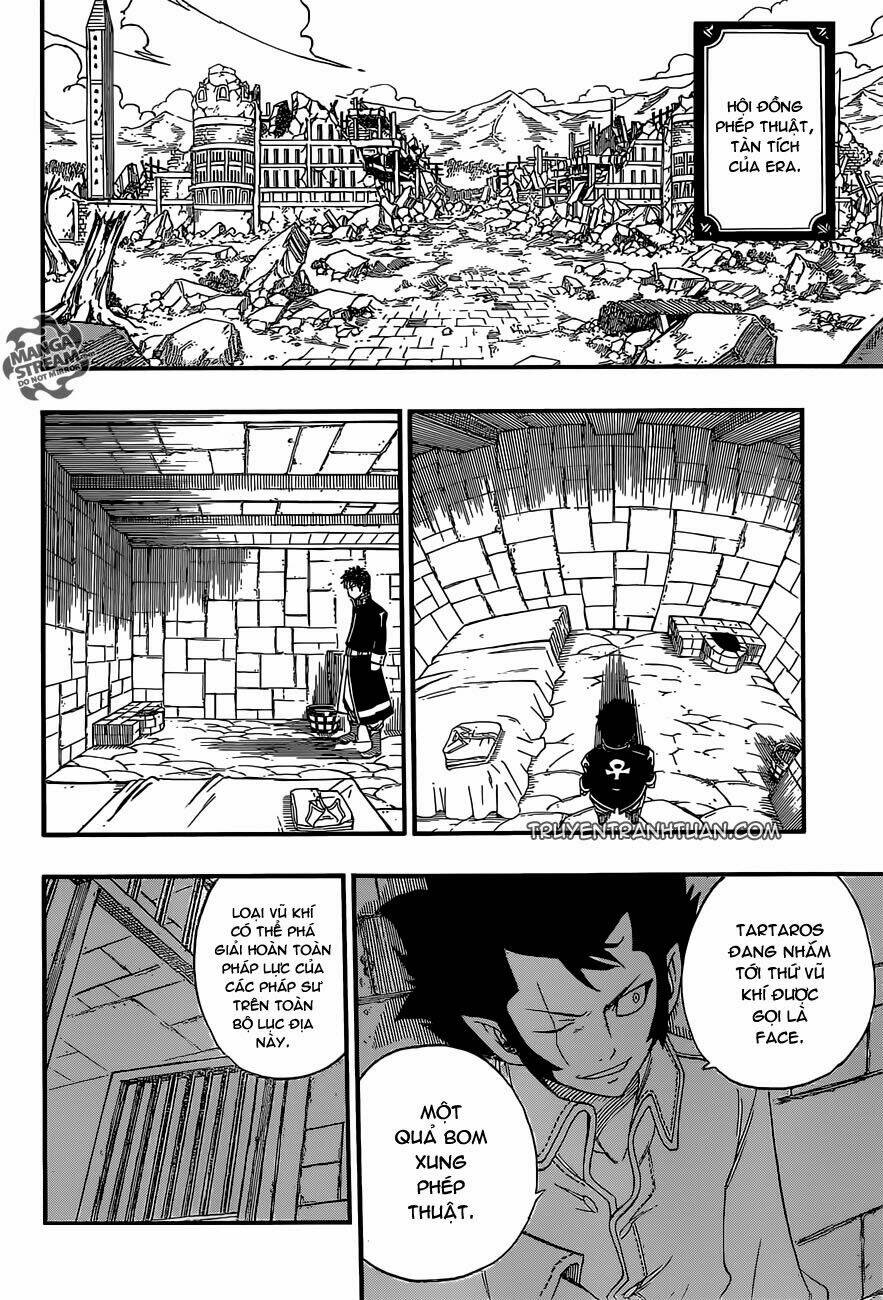 HỘI ĐỒNG
PHÉP THUẬT,
TÀN TÍCH
CỦA ERA.
MANGA
STREAM.COM
DO NOT MIRROR
TRUYENTRANHTUAN.COM
TARTAROS
ĐANG NHẮM
TỚI THỨ VŨ
KHÍ ĐƯỢC
GỌI LÀ
FACE.
MỘT
QUẢ BOM
XUNG
PHÉP
THUẬT.
LOẠI VŨ KHÍ
CÓ THỂ PHÁ
GIẢI HOÀN TOÀN
PHÁP LỰC CỦA
CÁC PHÁP SƯ
TRÊN TOÀN
BỘ LỤC ĐỊA
NÀY.